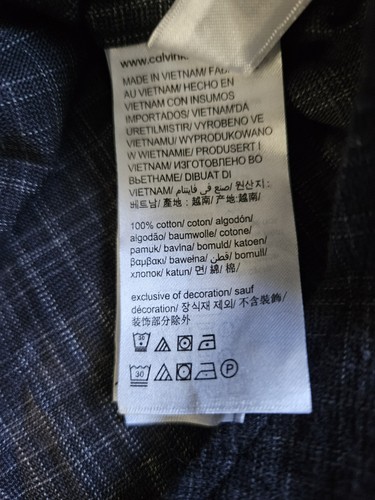 www.calvink
MADE IN VIETNAM/ FAB
AU VIETNAM/ HECHO EN
VIETNAM CON INSUMOS
IMPORTADOS/ VIETNAM'DA
URETILMISTIR/ VYROBENO VE
VIETNAMU/ WYPRODUKOWANO
W WIETNAMIE/ PRODUSERT I
VIETNAM/ ИЗГОТОВЛЕНО ВО
ВЬЕТНАМЕ/ DIBUAT DI
VIETNAM/ صنع في فايتنام/ 원산지 :
베트남/ 產地 : 越南/ 产地 : 越南/
100% cotton/ coton/ algodón/
algodão/ baumwolle/ cotone/
pamuk/ bavlna/ bomuld/ katoen/
βαμβακι/ bawełna/ قطن/ bomull/
хлопок/ katun/ 면/ 綿/ 棉/
exclusive of decoration/ sauf
décoration/ 장식재 제외/ 不含裝飾/
装饰部分除外
30
P